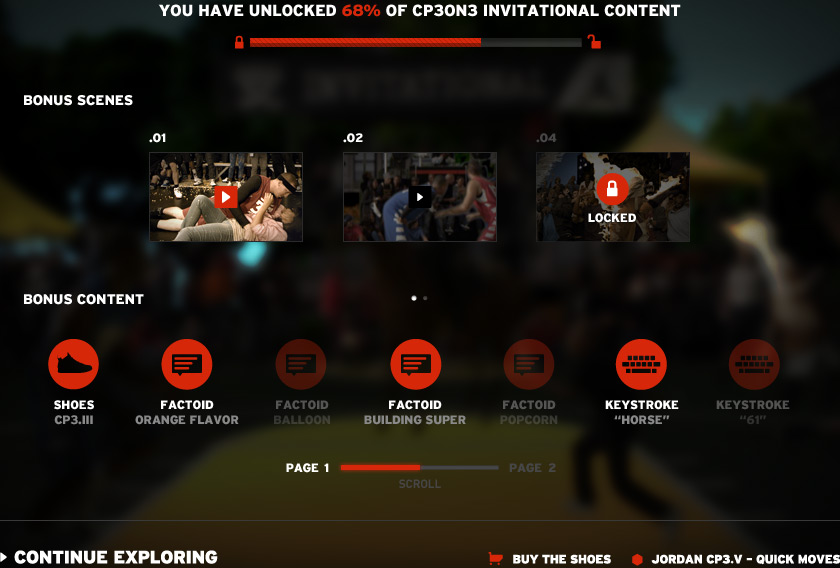 YOU HAVE UNLOCKED 68% OF CP3ON3 INVITATIONAL CONTENT
INVITATIONAL
BONUS SCENES
.01
.02
.04
LOCKED
BONUS CONTENT
SHOES
CP3.III
FACTOID
ORANGE FLAVOR
FACTOID
BALLOON
FACTOID
BUILDING SUPER
FACTOID
POPCORN
KEYSTROKE
“HORSE”
KEYSTROKE
“61”
PAGE 1
PAGE 2
SCROLL
CONTINUE EXPLORING
BUY THE SHOES
JORDAN CP3.V – QUICK MOVES